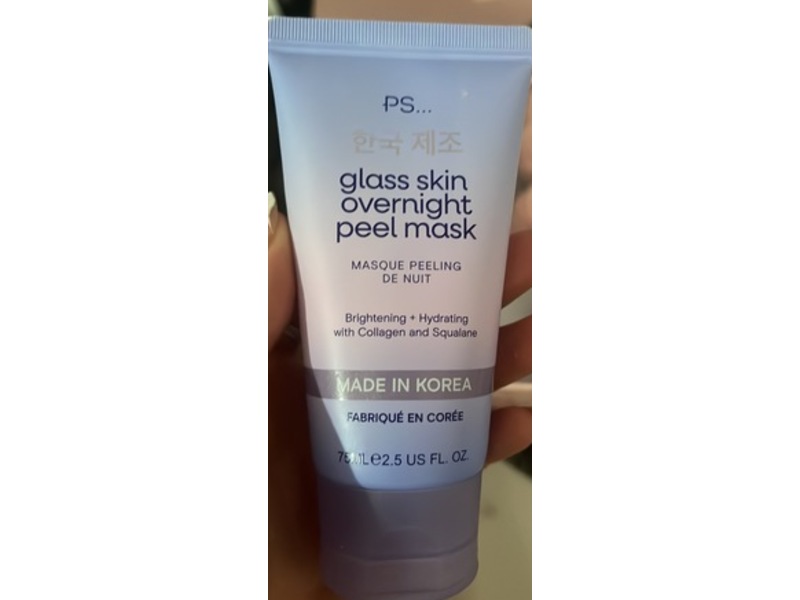 PS...
한국 제조
glass skin
overnight
peel mask
MASQUE PEELING
DE NUIT
Brightening + Hydrating
with Collagen and Squalane
MADE IN KOREA
FABRIQUÉ EN CORÉE
75ML℮2.5 US FL. OZ.